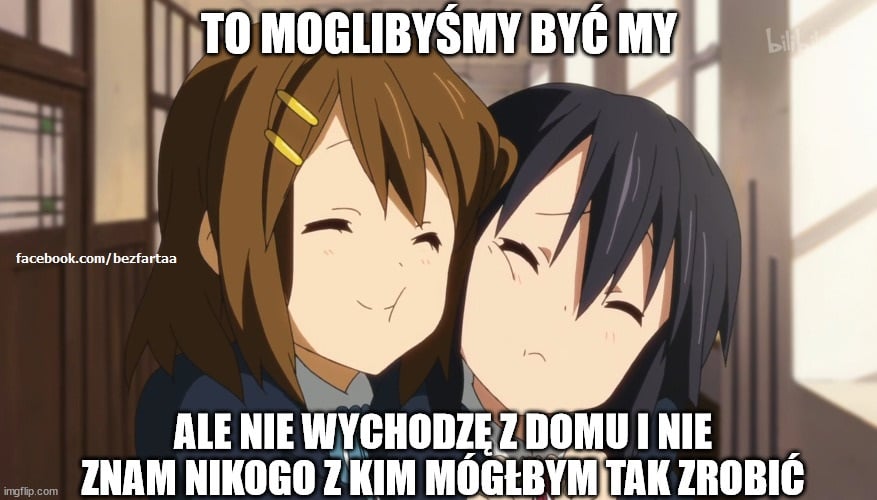 TO MOGLIBYŚMY BYĆ MY
facebook.com/bezfartaa
ALE NIE WYCHODZĘ Z DOMU I NIE
ZNAM NIKOGO Z KIM MÓGŁBYM TAK ZROBIĆ
imgflip.com